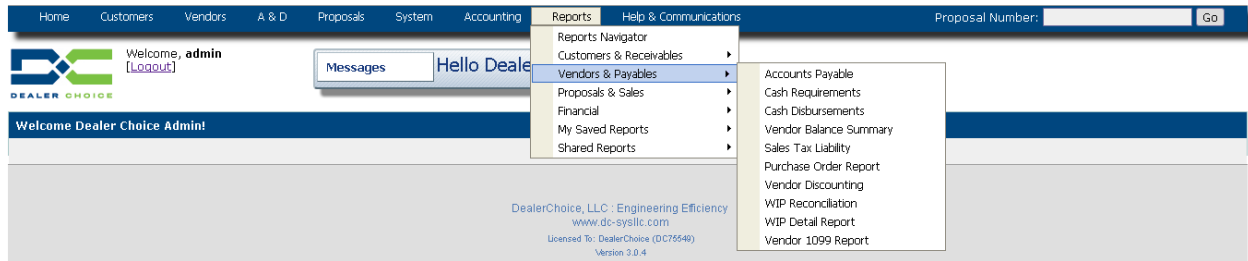 Home Customers Vendors A & D Proposals System Accounting Reports Help & Communications Proposal Number: Go
Welcome, admin
[Logout]
DEALER CHOICE
Messages
Hello Deale
Reports Navigator
Customers & Receivables
Vendors & Payables
Proposals & Sales
Financial
My Saved Reports
Shared Reports
Accounts Payable
Cash Requirements
Cash Disbursements
Vendor Balance Summary
Sales Tax Liability
Purchase Order Report
Vendor Discounting
WIP Reconciliation
WIP Detail Report
Vendor 1099 Report
Welcome Dealer Choice Admin!
DealerChoice, LLC : Engineering Efficiency
www.dc-sysllc.com
Licensed To: DealerChoice (DC75549)
Version 3.0.4